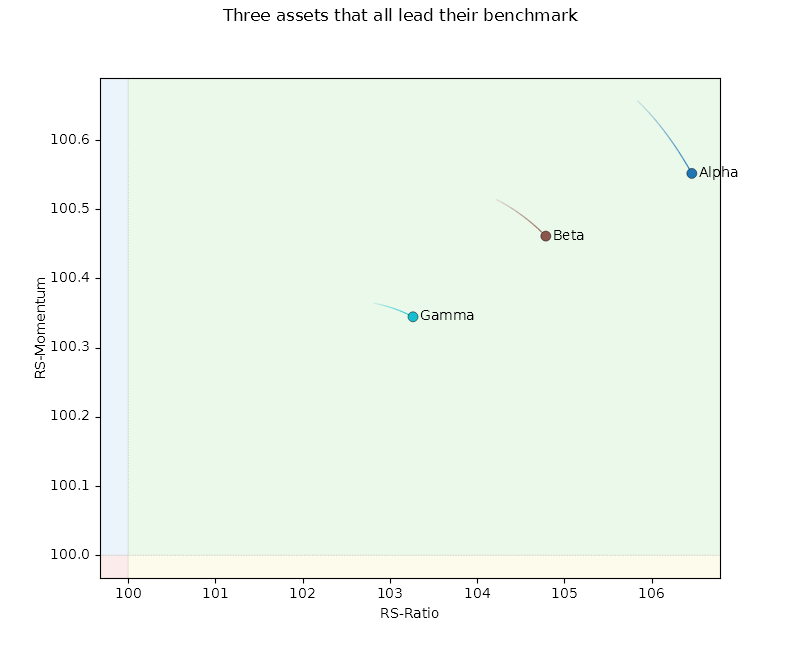 Three assets that all lead their benchmark
RS-Momentum
100.6
100.5
100.4
100.3
100.2
100.1
100.0
Alpha
Beta
Gamma
100 101 102 103 104 105 106
RS-Ratio